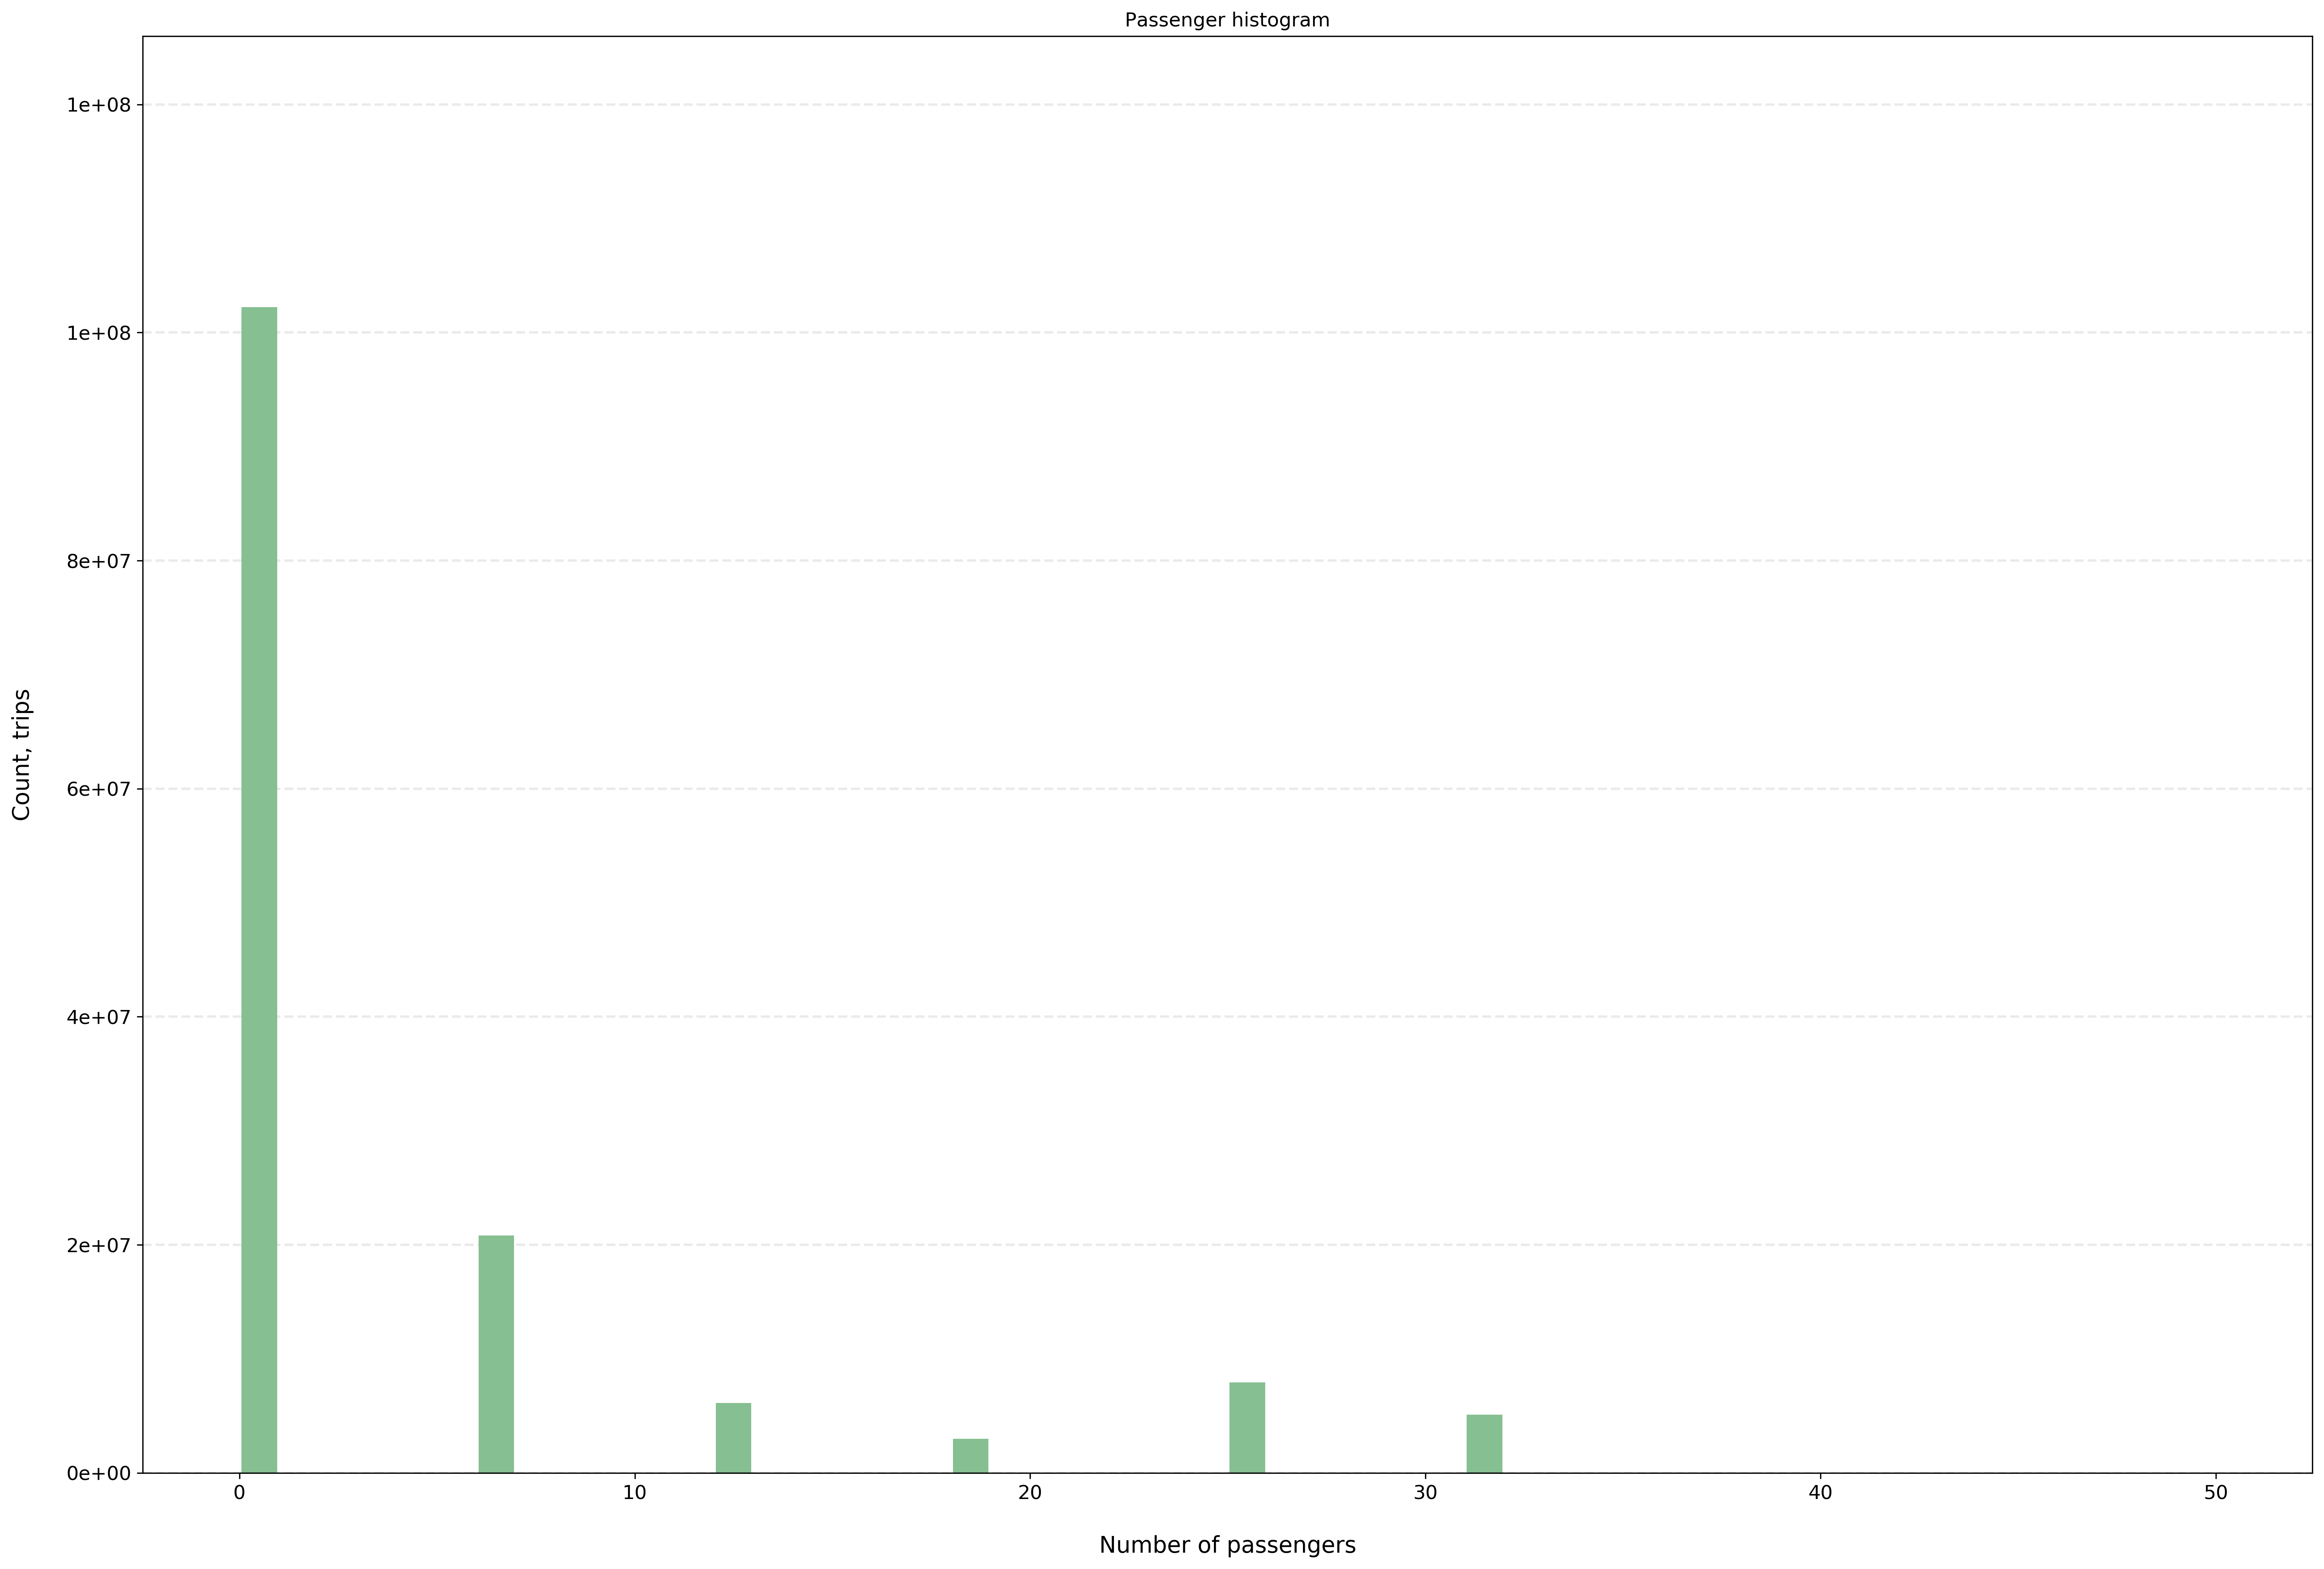 Passenger histogram
1e+08
1e+08
8e+07
6e+07
4e+07
2e+07
0e+00
Count, trips
0 10 20 30 40 50
Number of passengers